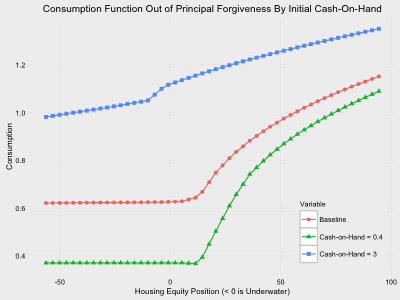 Consumption Function Out of Principal Forgiveness By Initial Cash-On-Hand
1.2
1.0
0.8
0.6
0.4
Consumption
Variable
Baseline
Cash-on-Hand = 0.4
Cash-on-Hand = 3
-50
0
50
100
Housing Equity Position (< 0 is Underwater)